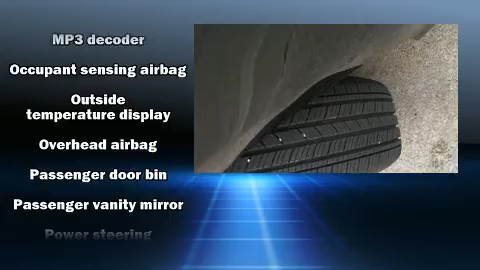 MP3 decoder
Occupant sensing airbag
Outside
temperature display
Overhead airbag
Passenger door bin
Passenger vanity mirror
Power steering